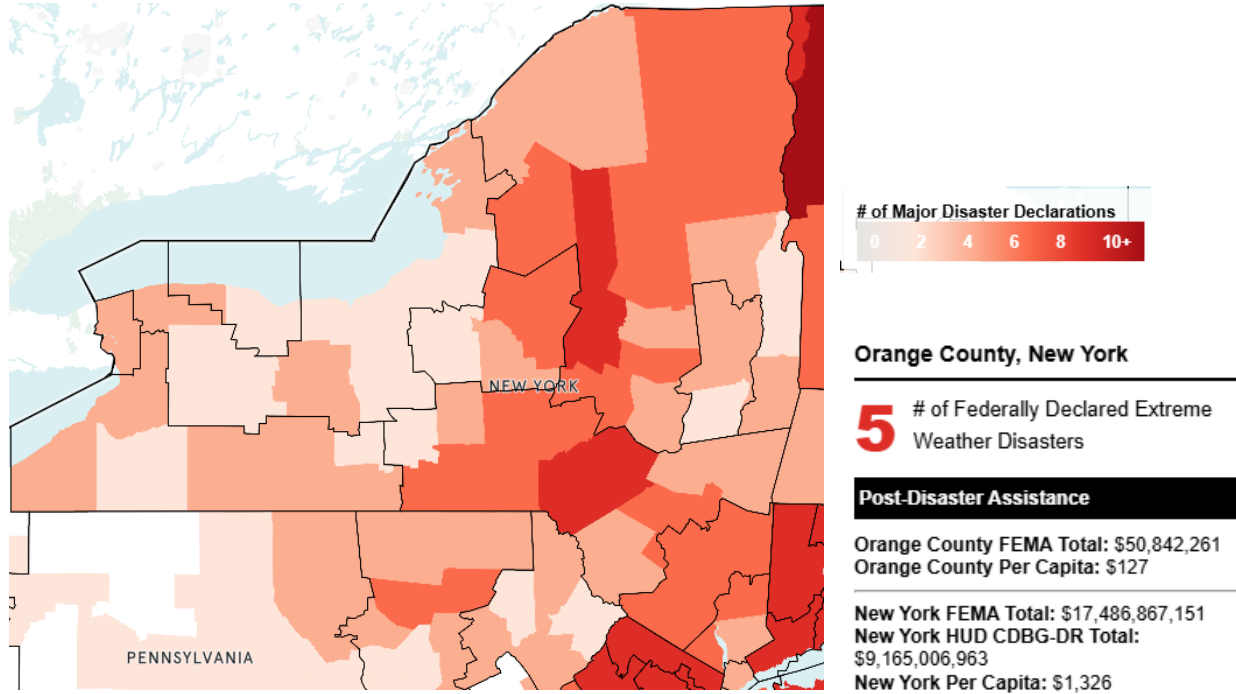 NEW YORK
PENNSYLVANIA
# of Major Disaster Declarations
0 2 4 6 8 10+
Orange County, New York
5
# of Federally Declared Extreme
Weather Disasters
Post-Disaster Assistance
Orange County FEMA Total: $50,842,261
Orange County Per Capita: $127
New York FEMA Total: $17,486,867,151
New York HUD CDBG-DR Total:
$9,165,006,963
New York Per Capita: $1,326